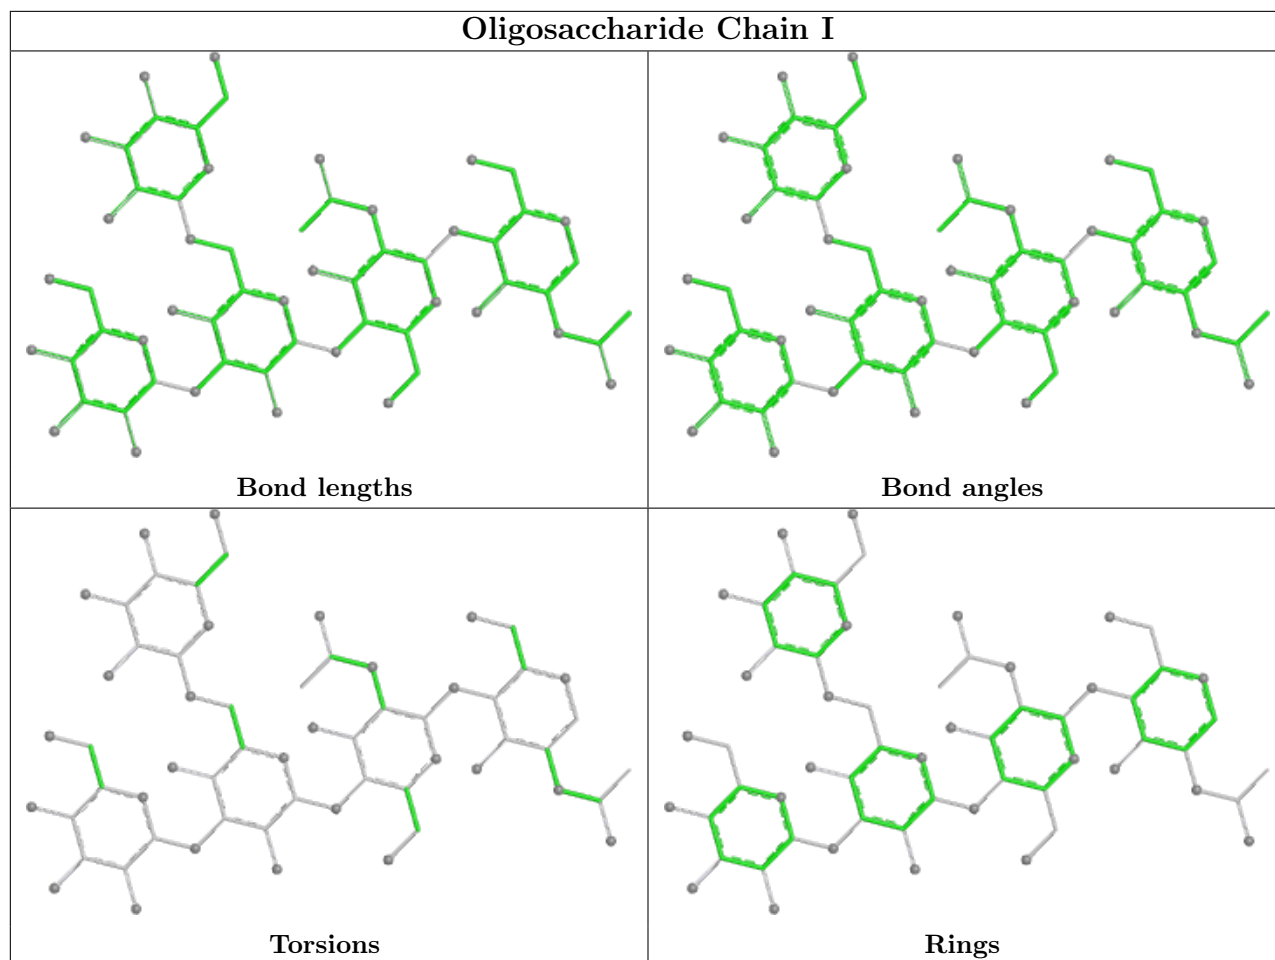 Oligosaccharide Chain I
Bond lengths
Bond angles
Torsions
Rings